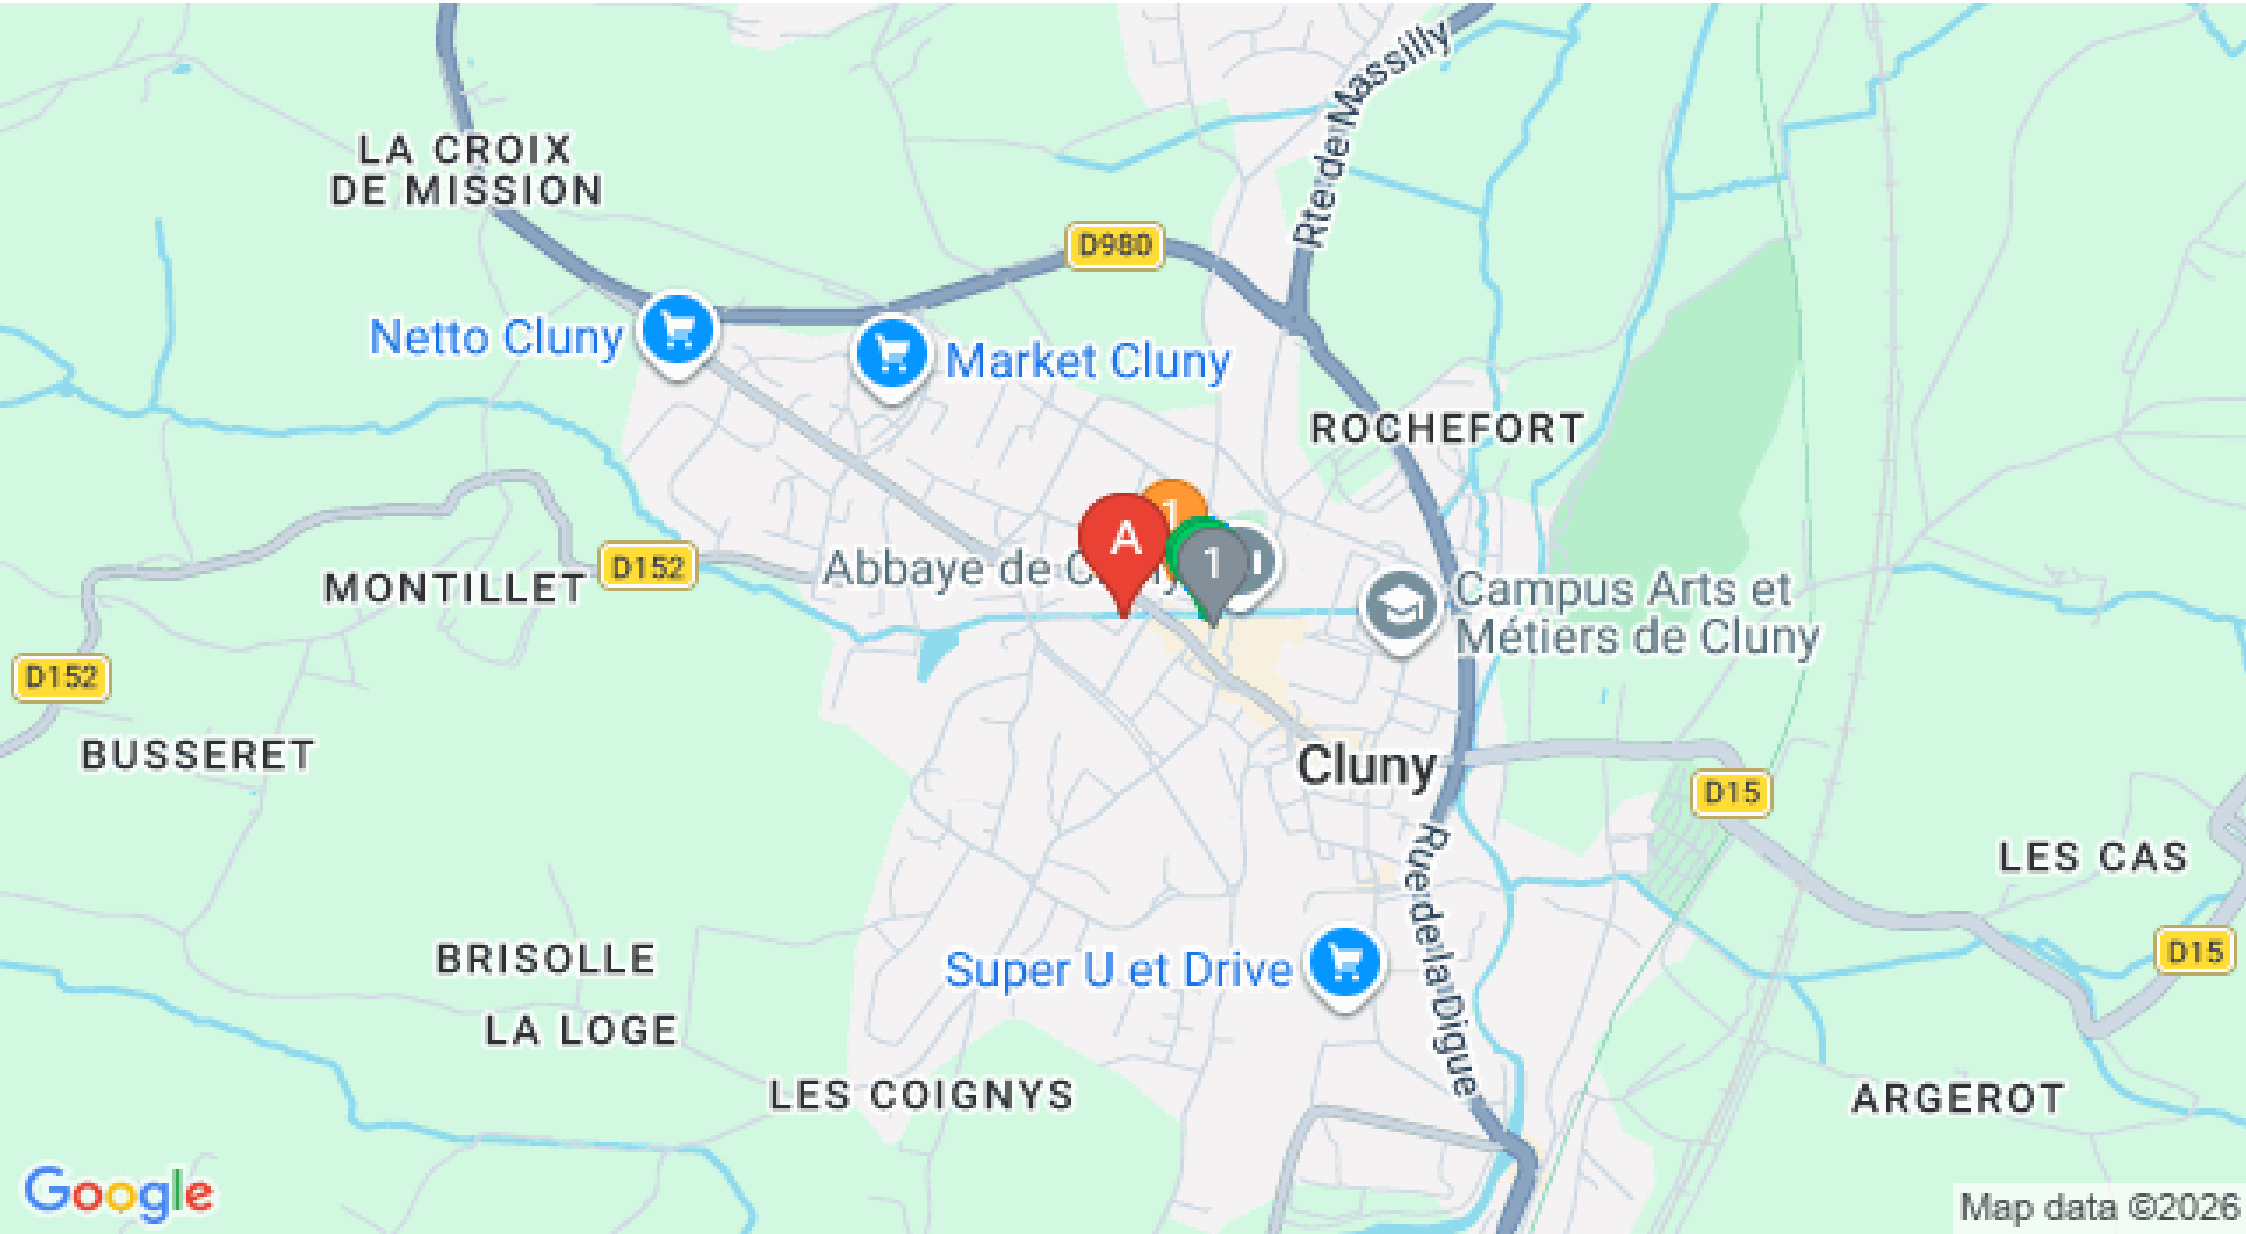 Rte de Massilly
LA CROIX
DE MISSION
D980
Netto Cluny
Market Cluny
ROCHEFORT
1
A
1
Abbaye de
D152
MONTILLET
Campus Arts et
Métiers de Cluny
D152
BUSSERET
Cluny
D15
Rue de la Digue
LES CAS
BRISOLLE
Super U et Drive
D15
LA LOGE
LES COIGNYS
ARGEROT
Google
Map data ©2026